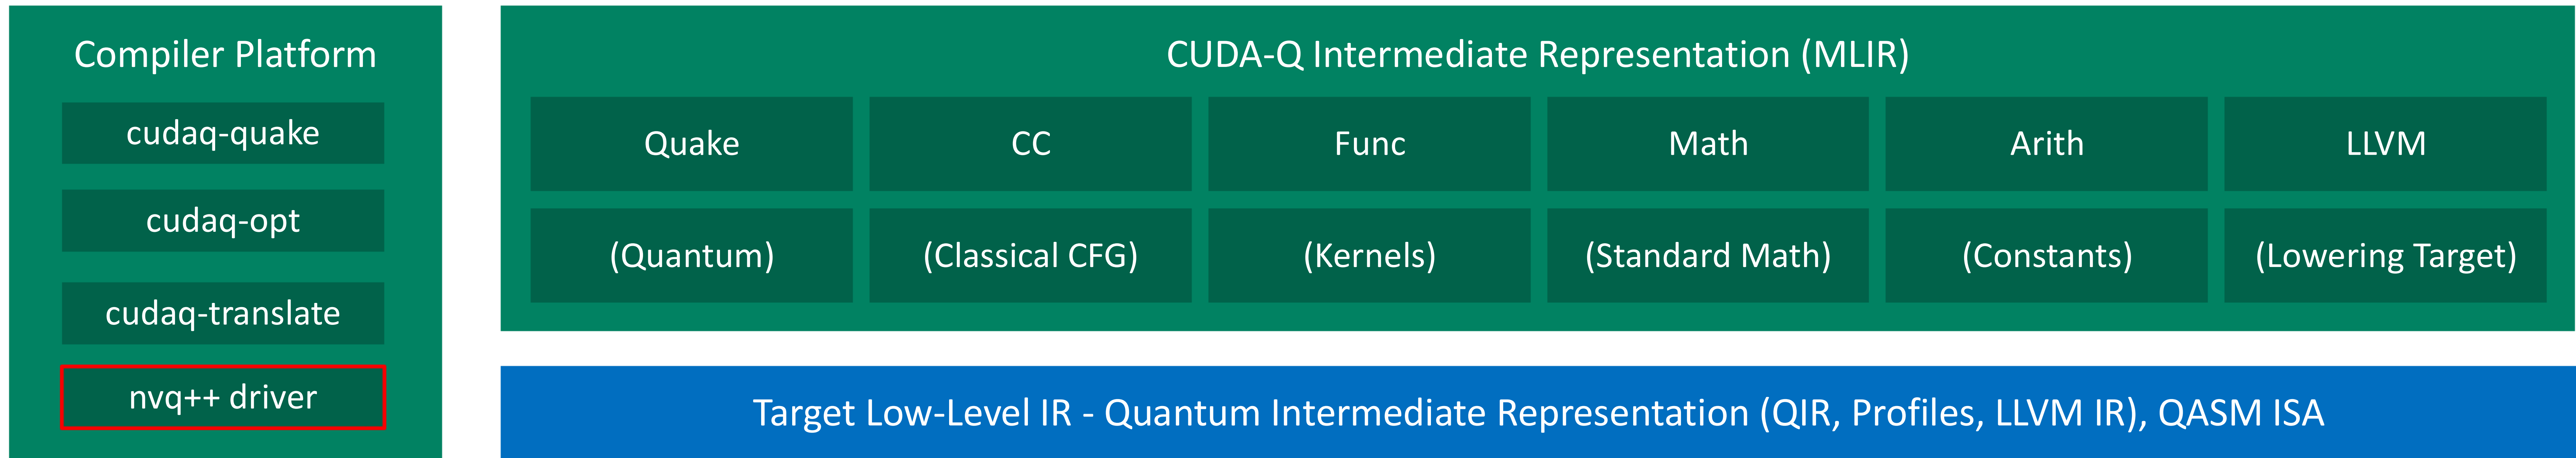 Compiler Platform
cudaq-quake
cudaq-opt
cudaq-translate
nvq++ driver
CUDA-Q Intermediate Representation (MLIR)
Quake CC Func Math Arith LLVM
(Quantum) (Classical CFG) (Kernels) (Standard Math) (Constants) (Lowering Target)
Target Low-Level IR - Quantum Intermediate Representation (QIR, Profiles, LLVM IR), QASM ISA